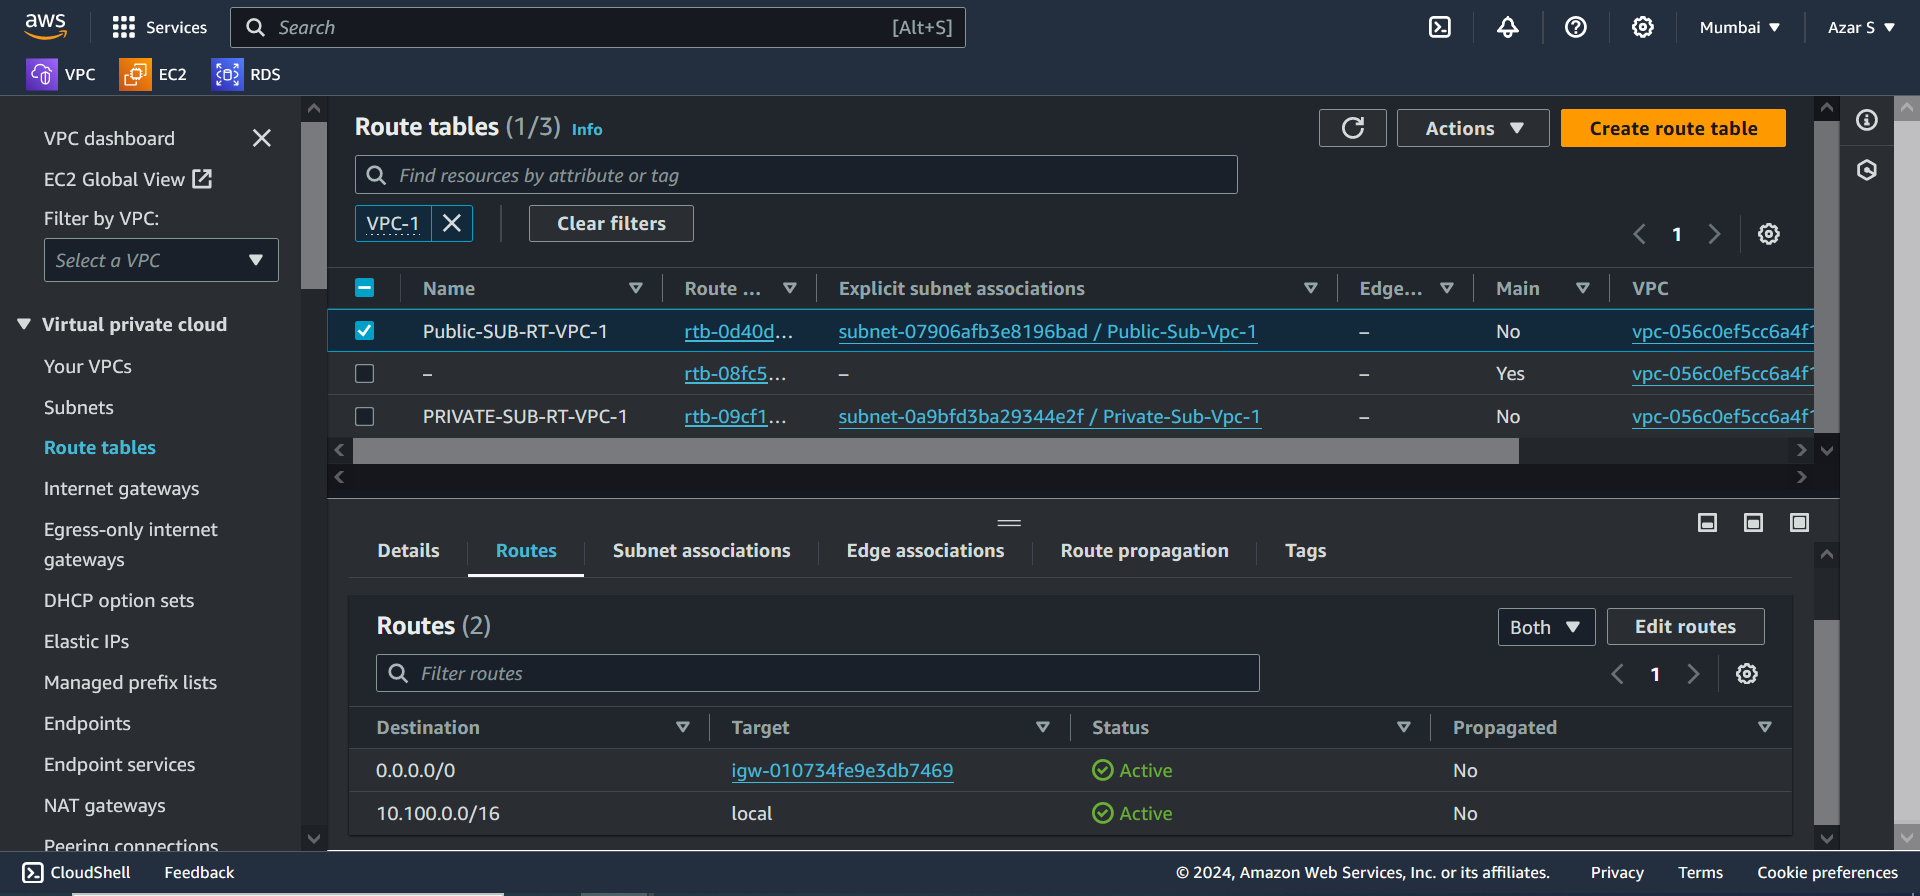 aws
Services
Search [Alt+S]
Mumbai
Azar S
VPC
EC2
RDS
VPC dashboard
EC2 Global View
Filter by VPC:
Select a VPC
Virtual private cloud
Your VPCs
Subnets
Route tables
Internet gateways
Egress-only internet
gateways
DHCP option sets
Elastic IPs
Managed prefix lists
Endpoints
Endpoint services
NAT gateways
Peering connections
Route tables (1/3) Info
Actions
Create route table
Find resources by attribute or tag
VPC-1
Clear filters
1
Name Route ... Explicit subnet associations Edge... Main VPC
Public-SUB-RT-VPC-1 rtb-0d40d... subnet-07906afb3e8196bad / Public-Sub-Vpc-1 – No vpc-056c0ef5cc6a4f1
– rtb-08fc5... – – Yes vpc-056c0ef5cc6a4f1
PRIVATE-SUB-RT-VPC-1 rtb-09cf1... subnet-0a9bfd3ba29344e2f / Private-Sub-Vpc-1 – No vpc-056c0ef5cc6a4f1
Details Routes Subnet associations Edge associations Route propagation Tags
Routes (2)
Both
Edit routes
Filter routes
1
Destination Target Status Propagated
0.0.0.0/0 igw-010734fe9e3db7469 Active No
10.100.0.0/16 local Active No
CloudShell Feedback © 2024, Amazon Web Services, Inc. or its affiliates. Privacy Terms Cookie preferences